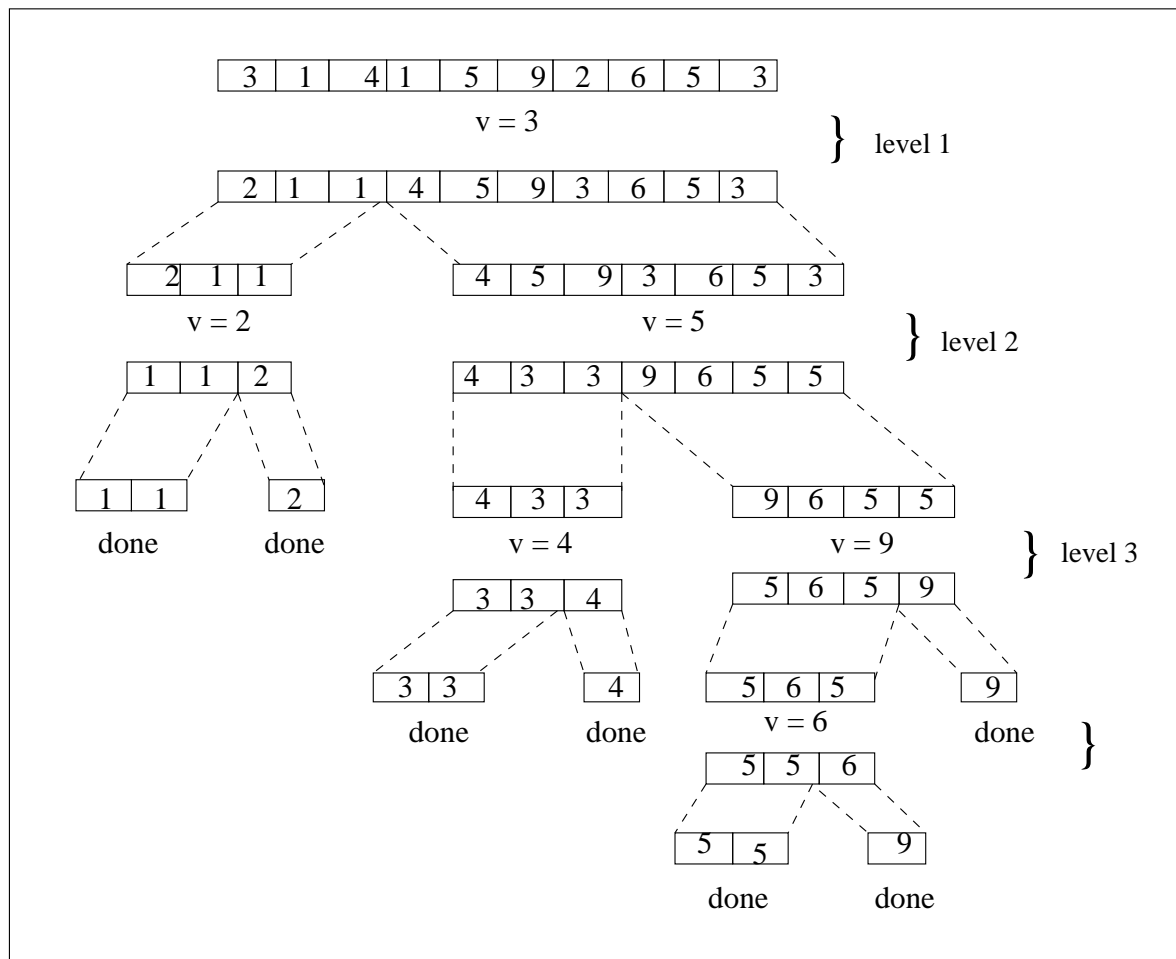 3 1 4 1 5 9 2 6 5 3
v = 3
} level 1
2 1 1 4 5 9 3 6 5 3
2 1 1
4 5 9 3 6 5 3
v = 2
v = 5
} level 2
1 1 2
4 3 3 9 6 5 5
1 1
2
4 3 3
9 6 5 5
done
done
v = 4
v = 9
} level 3
3 3 4
5 6 5 9
3 3
4
5 6 5
9
done
done
v = 6
done
}
5 5 6
5 5
9
done
done